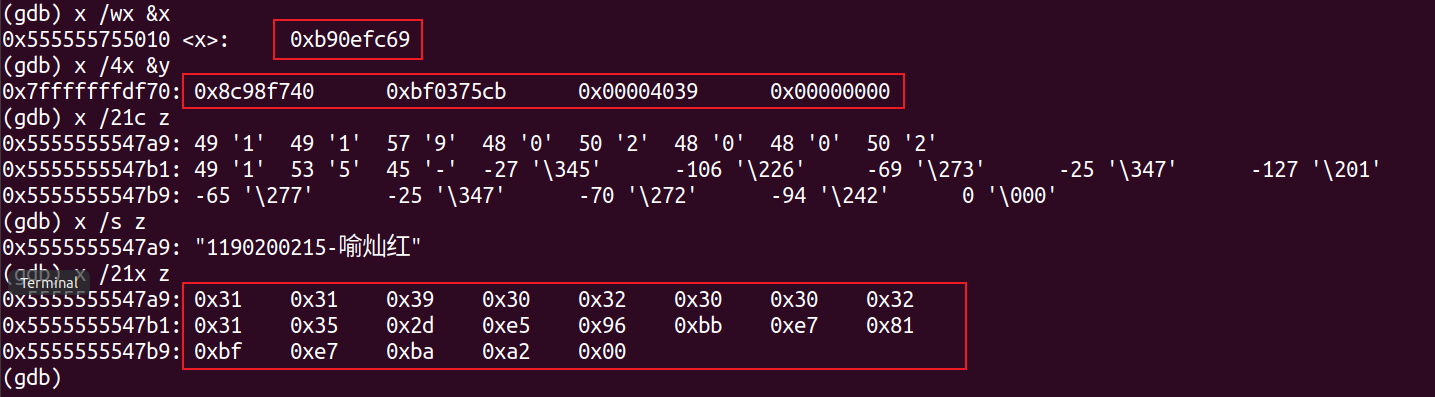 (gdb) x /wx &x
0x555555755010 <x>: 0xb90efc69
(gdb) x /4x &y
0x7fffffffdf70: 0x8c98f740 0xbf0375cb 0x00004039 0x00000000
(gdb) x /21c z
0x5555555547a9: 49 '1' 49 '1' 57 '9' 48 '0' 50 '2' 48 '0' 48 '0' 50 '2'
0x5555555547b1: 49 '1' 53 '5' 45 '-' -27 '\345' -106 '\226' -69 '\273' -25 '\347' -127 '\201'
0x5555555547b9: -65 '\277' -25 '\347' -70 '\272' -94 '\242' 0 '\000'
(gdb) x /s z
0x5555555547a9: "1190200215-喻灿红"
(gdb) x /21x z
Terminal
0x5555555547a9: 0x31 0x31 0x39 0x30 0x32 0x30 0x30 0x32
0x5555555547b1: 0x31 0x35 0x2d 0xe5 0x96 0xbb 0xe7 0x81
0x5555555547b9: 0xbf 0xe7 0xba 0xa2 0x00
(gdb)